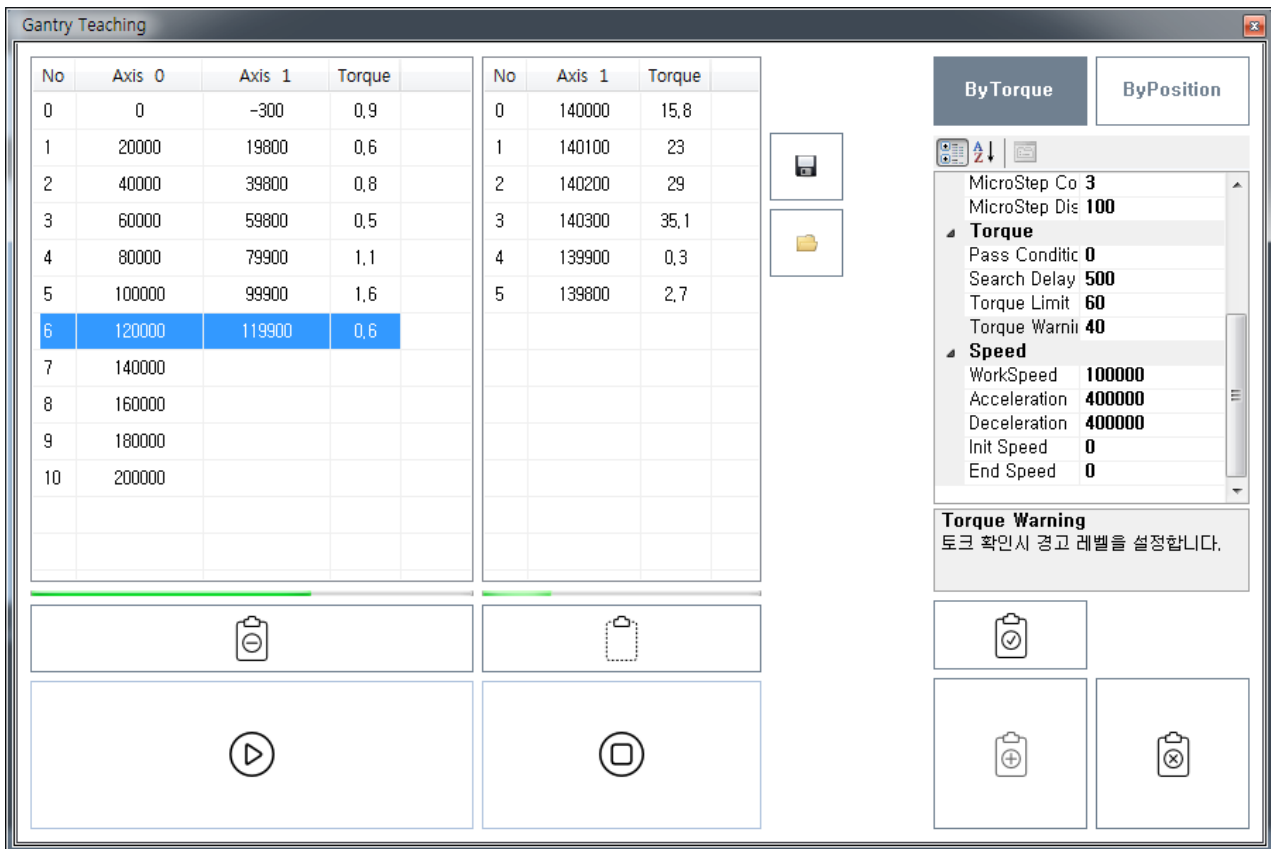 Gantry Teaching
No Axis 0 Axis 1 Torque
0 0 -300 0,9
1 20000 19800 0,6
2 40000 39800 0,8
3 60000 59800 0,5
4 80000 79900 1,1
5 100000 99900 1,6
6 120000 119900 0,6
7 140000
8 160000
9 180000
10 200000
No Axis 1 Torque
0 140000 15,8
1 140100 23
2 140200 29
3 140300 35,1
4 139900 0,3
5 139800 2,7
ByTorque ByPosition
MicroStep Co 3
MicroStep Dis 100
Torque
Pass Conditic 0
Search Delay 500
Torque Limit 60
Torque Warnii 40
Speed
WorkSpeed 100000
Acceleration 400000
Deceleration 400000
Init Speed 0
End Speed 0
Torque Warning
토크 확인시 경고 레벨을 설정합니다.